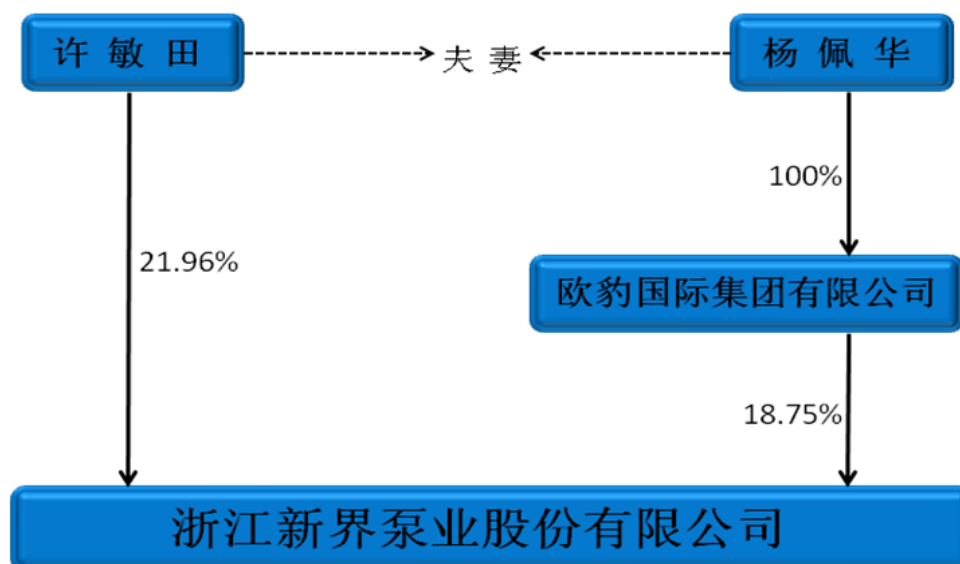 许敏田
夫妻
杨佩华
100%
21.96%
欧豹国际集团有限公司
18.75%
浙江新界泵业股份有限公司